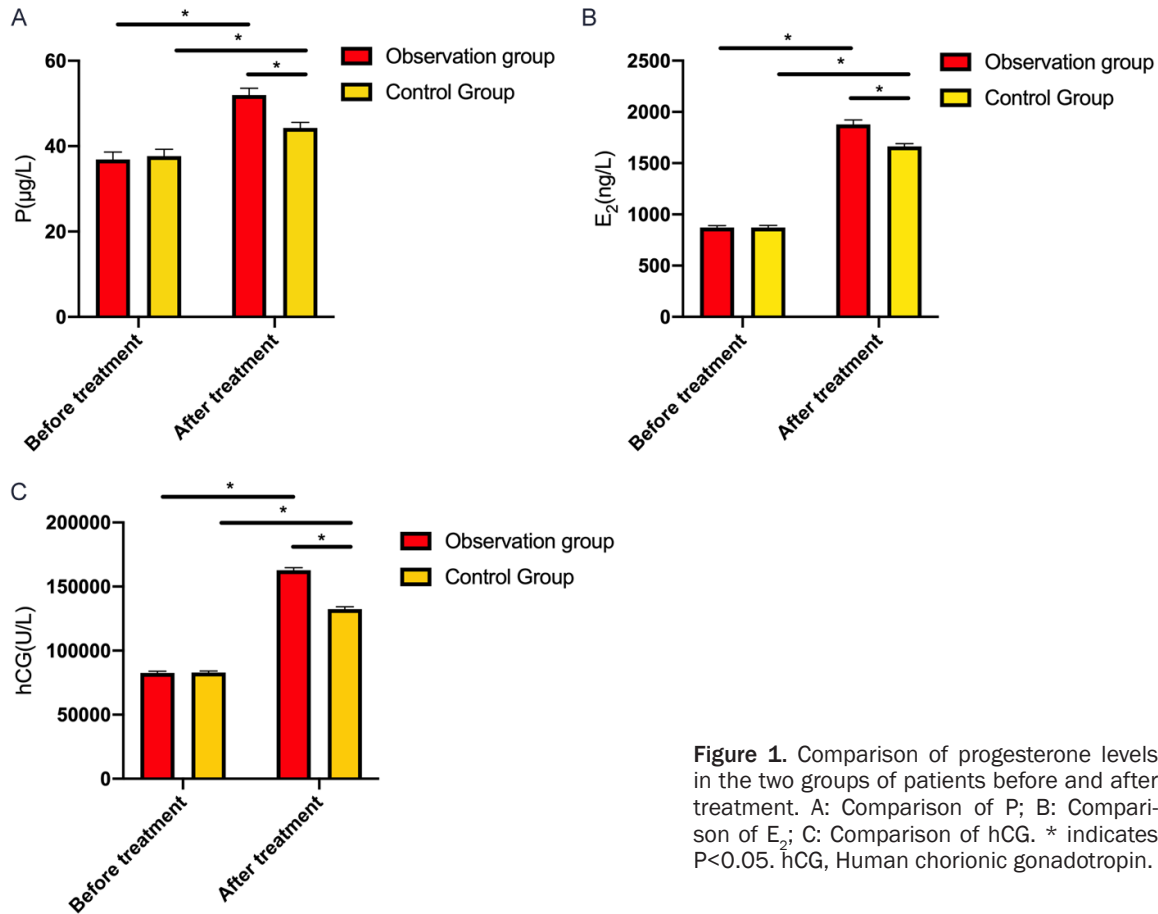 A
*
*
*
Observation group
Control Group
60
40
20
0
P(µg/L)
Before treatment
After treatment
B
*
*
*
Observation group
Control Group
2500
2000
1500
1000
500
0
E₂(ng/L)
Before treatment
After treatment
C
*
*
*
Observation group
Control Group
200000
150000
100000
50000
0
hCG(U/L)
Before treatment
After treatment
Figure 1. Comparison of progesterone levels
in the two groups of patients before and after
treatment. A: Comparison of P; B: Compari-
son of E₂; C: Comparison of hCG. * indicates
P<0.05. hCG, Human chorionic gonadotropin.